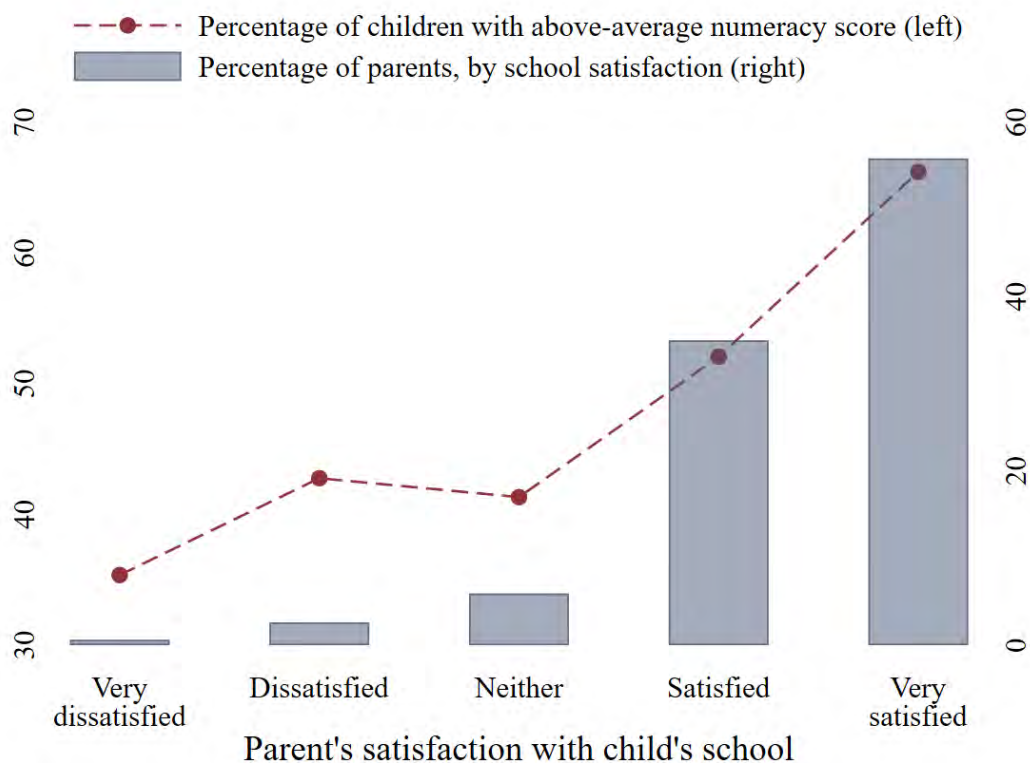 Percentage of children with above-average numeracy score (left)
Percentage of parents, by school satisfaction (right)
70
60
50
40
30
60
40
20
0
Very dissatisfied
Dissatisfied
Neither
Satisfied
Very satisfied
Parent's satisfaction with child's school